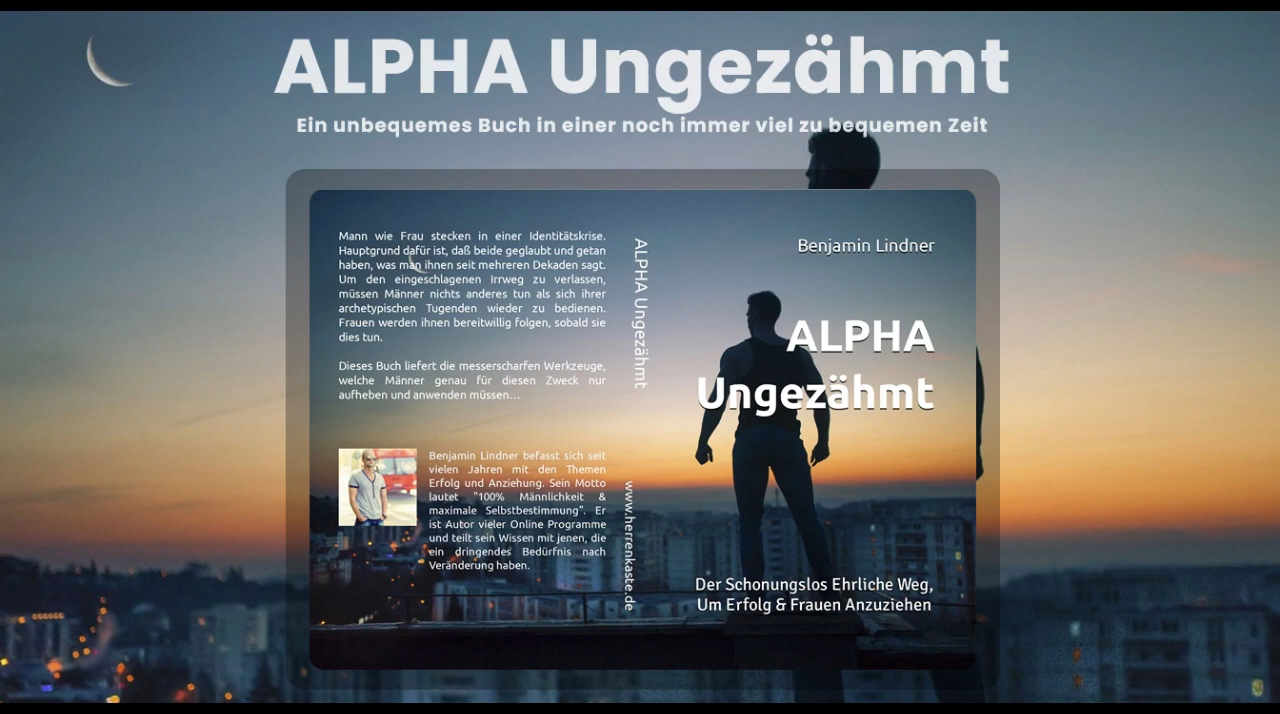 ALPHA Ungezähmt
Ein unbequemes Buch in einer noch immer viel zu bequemen Zeit
Mann wie Frau stecken in einer Identitätskrise.
Hauptgrund dafür ist, daß beide geglaubt und getan
haben, was man ihnen seit mehreren Dekaden sagt.
Um den eingeschlagenen Irrweg zu verlassen,
müssen Männer nichts anderes tun als sich ihrer
archetypischen Tugenden wieder zu bedienen.
Frauen werden ihnen bereitwillig folgen, sobald sie
dies tun.
Dieses Buch liefert die messerscharfen Werkzeuge,
welche Männer genau für diesen Zweck nur
aufheben und anwenden müssen...
Benjamin Lindner befasst sich seit
vielen Jahren mit den Themen
Erfolg und Anziehung. Sein Motto
lautet "100% Männlichkeit &
maximale Selbstbestimmung". Er
ist Autor vieler Online Programme
und teilt sein Wissen mit jenen, die
ein dringendes Bedürfnis nach
Veränderung haben.
ALPHA Ungezähmt
www.herrenkaste.de
Benjamin Lindner
ALPHA
Ungezähmt
Der Schonungslos Ehrliche Weg,
Um Erfolg & Frauen Anzuziehen